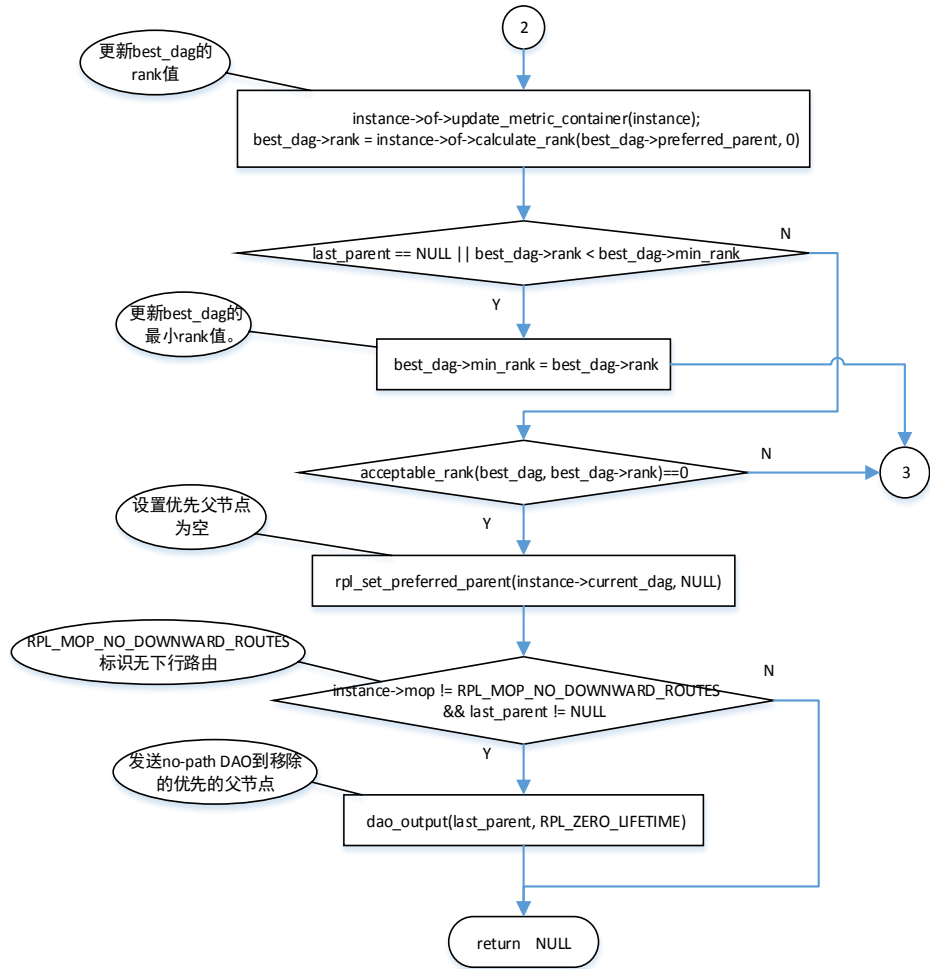 2
更新best_dag的
rank值
instance->of->update_metric_container(instance);
best_dag->rank = instance->of->calculate_rank(best_dag->preferred_parent, 0)
N
last_parent == NULL || best_dag->rank < best_dag->min_rank
Y
更新best_dag的
最小rank值。
best_dag->min_rank = best_dag->rank
N
acceptable_rank(best_dag, best_dag->rank)==0
3
设置优先父节点
为空
Y
rpl_set_preferred_parent(instance->current_dag, NULL)
RPL_MOP_NO_DOWNWARD_ROUTES
标识无下行路由
N
instance->mop != RPL_MOP_NO_DOWNWARD_ROUTES
&& last_parent != NULL
Y
发送no-path DAO到移除
的优先的父节点
dao_output(last_parent, RPL_ZERO_LIFETIME)
return NULL